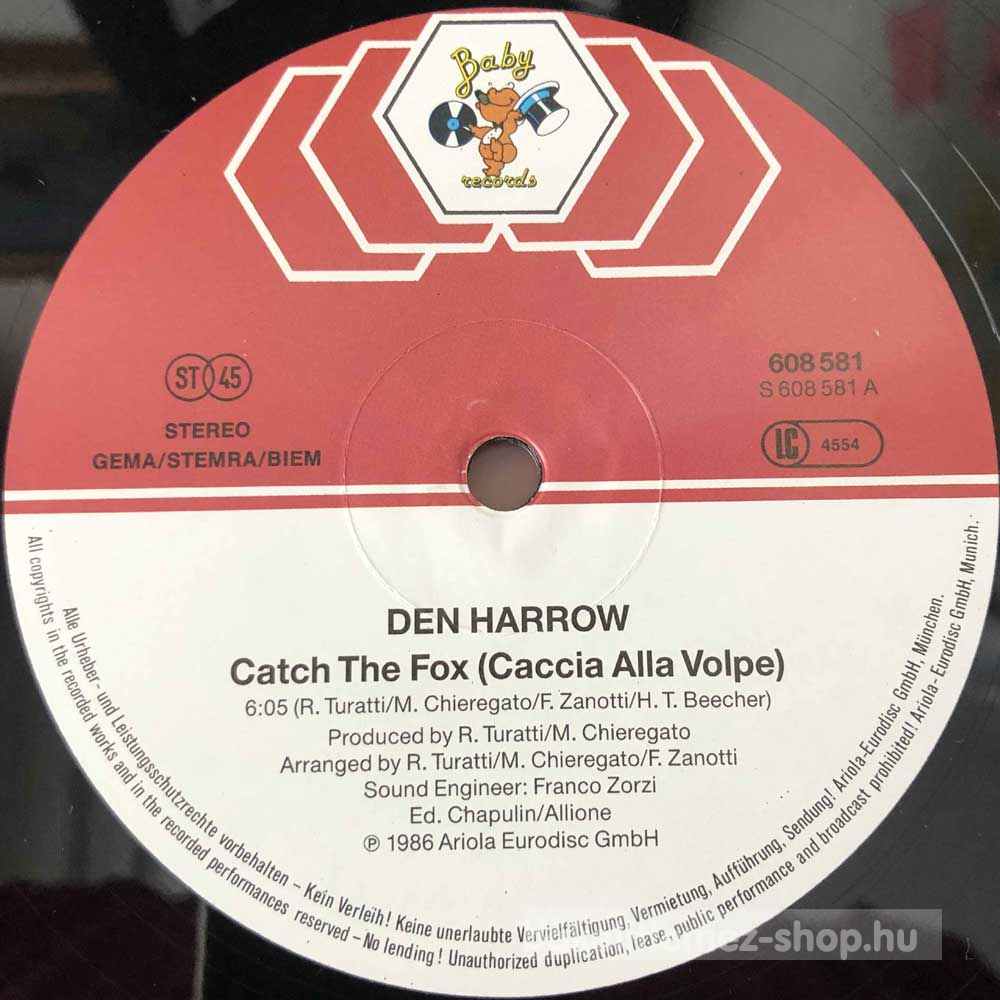 Baby
records
ST 45
STEREO
GEMA/STEMRA/BIEM
608 581
S 608 581 A
LC 4554
DEN HARROW
Catch The Fox (Caccia Alla Volpe)
6:05 (R. Turatti/M. Chieregato/F. Zanotti/H. T. Beecher)
Produced by R. Turatti/M. Chieregato
Arranged by R. Turatti/M. Chieregato/F. Zanotti
Sound Engineer: Franco Zorzi
Ed. Chapulin/Allione
℗ 1986 Ariola Eurodisc GmbH
Alle Urheber- und Leistungsschutzrechte vorbehalten – Kein Verleih! Keine unerlaubte Vervielfältigung, Vermietung, Aufführung, Sendung! Ariola-Eurodisc GmbH, München.
All copyrights in the recorded works and in the recorded performances reserved – No lending! Unauthorized duplication, lease, public performance and broadcast prohibited! Ariola-Eurodisc GmbH, Munich.
-shop.hu